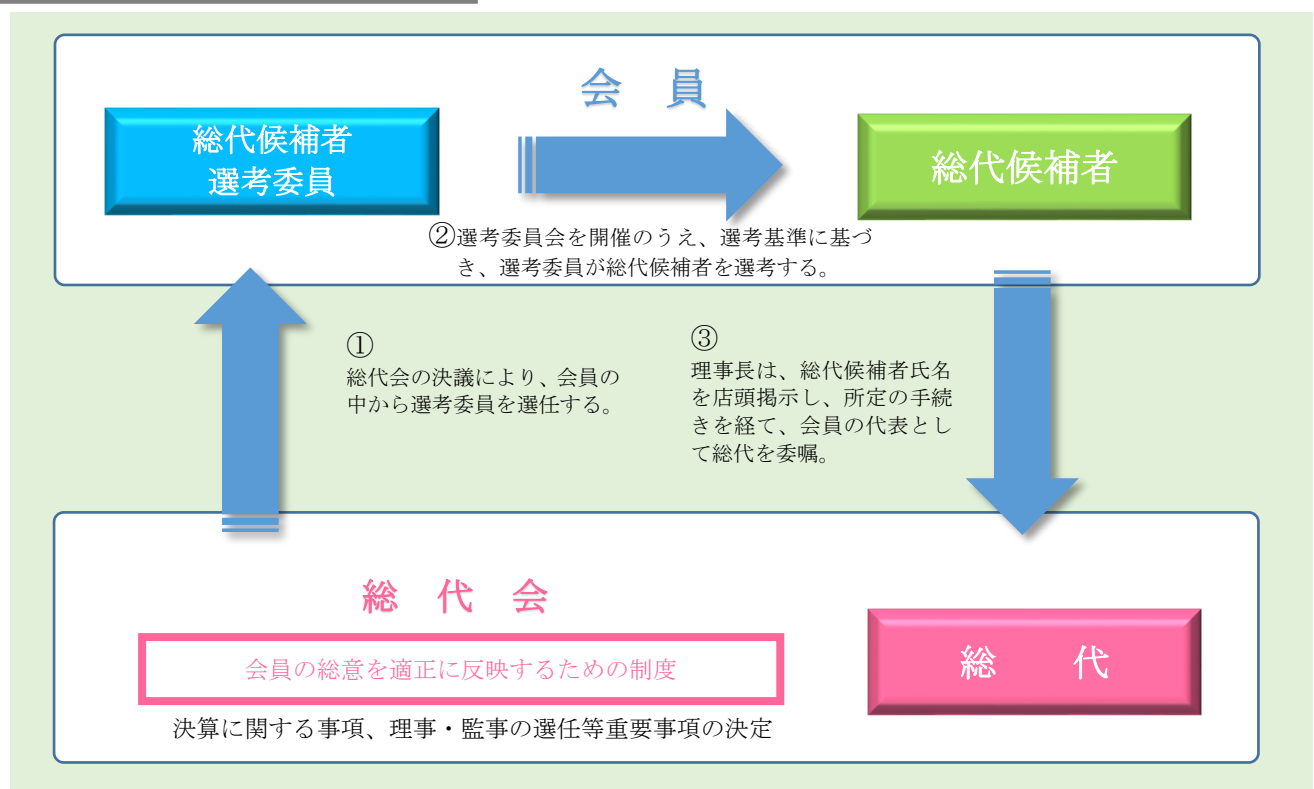 会　員
総代候補者
選考委員
総代候補者
②選考委員会を開催のうえ、選考基準に基づ
き、選考委員が総代候補者を選考する。
①
総代会の決議により、会員の
中から選考委員を選任する。
③
理事長は、総代候補者氏名
を店頭掲示し、所定の手続
きを経て、会員の代表とし
て総代を委嘱。
総　代　会
会員の総意を適正に反映するための制度
決算に関する事項、理事・監事の選任等重要事項の決定
総　代